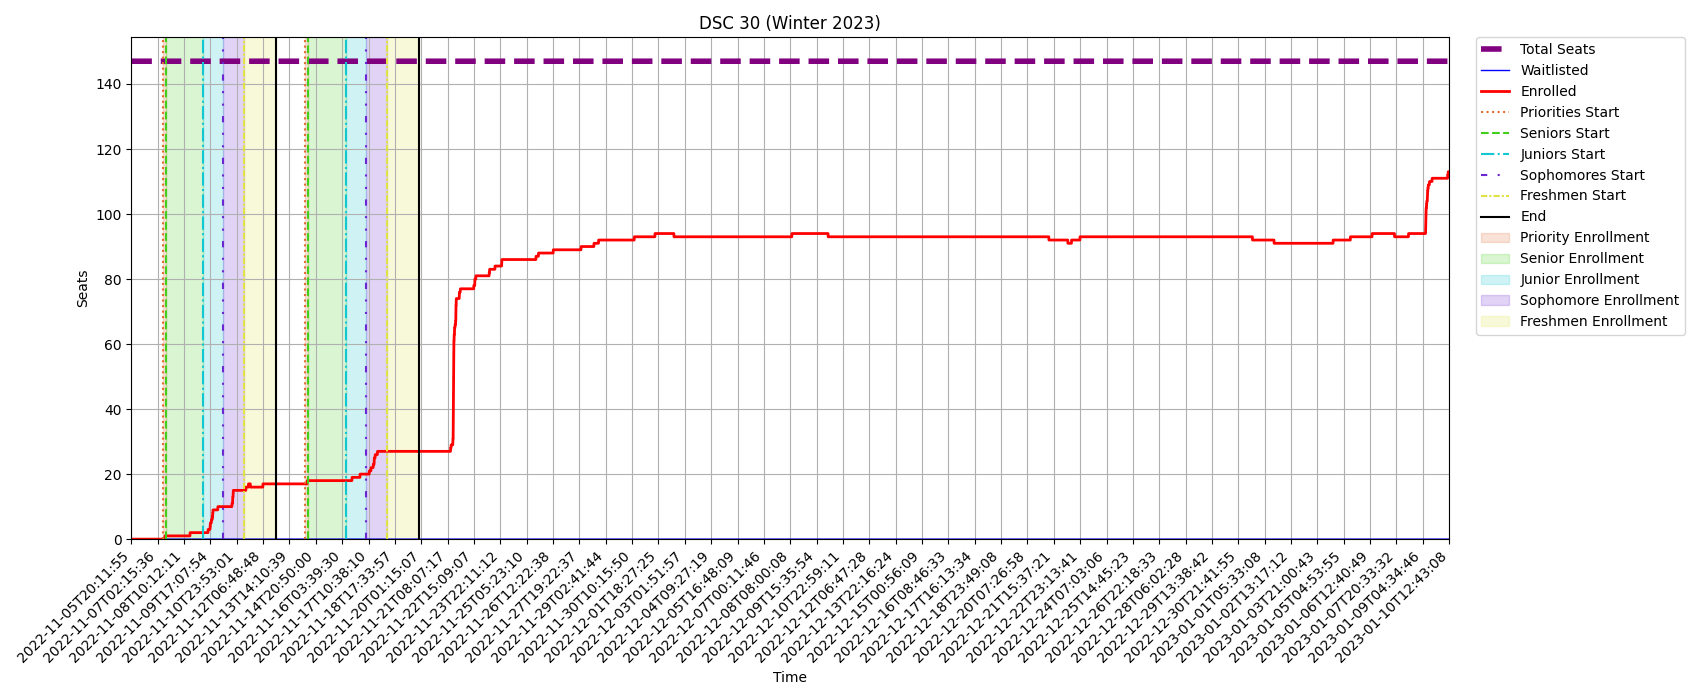 DSC 30 (Winter 2023)
Seats
140
120
100
80
60
40
20
0
2022-11-05T20:11:55
2022-11-07T02:15:36
2022-11-08T10:12:11
2022-11-09T17:07:54
2022-11-10T23:53:01
2022-11-12T06:48:48
2022-11-13T14:10:39
2022-11-14T20:50:00
2022-11-16T03:39:30
2022-11-17T10:38:10
2022-11-18T17:33:57
2022-11-20T01:15:07
2022-11-21T08:07:17
2022-11-22T15:09:07
2022-11-23T22:11:12
2022-11-25T05:23:10
2022-11-26T12:22:38
2022-11-27T19:22:37
2022-11-29T02:41:44
2022-11-30T10:15:50
2022-12-01T18:27:25
2022-12-03T01:51:57
2022-12-04T09:27:19
2022-12-05T16:48:09
2022-12-07T00:11:46
2022-12-08T08:00:08
2022-12-09T15:35:54
2022-12-10T22:59:11
2022-12-12T06:47:28
2022-12-13T22:16:24
2022-12-15T00:56:09
2022-12-16T08:46:33
2022-12-17T16:13:34
2022-12-18T23:49:08
2022-12-20T07:26:58
2022-12-21T15:37:21
2022-12-22T23:13:41
2022-12-24T07:03:06
2022-12-25T14:45:23
2022-12-26T22:18:33
2022-12-28T06:02:28
2022-12-29T13:38:42
2022-12-30T21:41:55
2023-01-01T05:33:08
2023-01-02T13:17:12
2023-01-03T21:00:43
2023-01-05T04:53:55
2023-01-06T12:40:49
2023-01-07T20:33:32
2023-01-09T04:34:46
2023-01-10T12:43:08
Time
Total Seats
Waitlisted
Enrolled
Priorities Start
Seniors Start
Juniors Start
Sophomores Start
Freshmen Start
End
Priority Enrollment
Senior Enrollment
Junior Enrollment
Sophomore Enrollment
Freshmen Enrollment